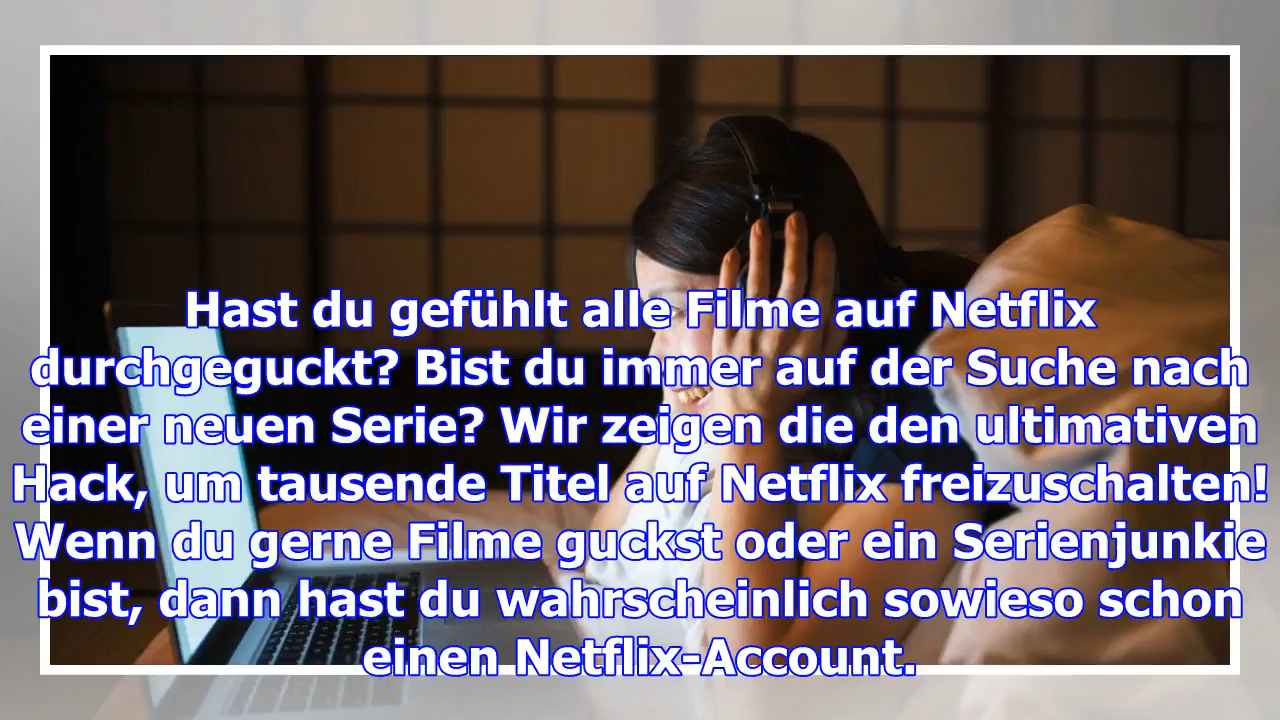 Hast du gefühlt alle Filme auf Netflix
durchgeguckt? Bist du immer auf der Suche nach
einer neuen Serie? Wir zeigen die den ultimativen
Hack, um tausende Titel auf Netflix freizuschalten!
Wenn du gerne Filme guckst oder ein Serienjunkie
bist, dann hast du wahrscheinlich sowieso schon
einen Netflix-Account.